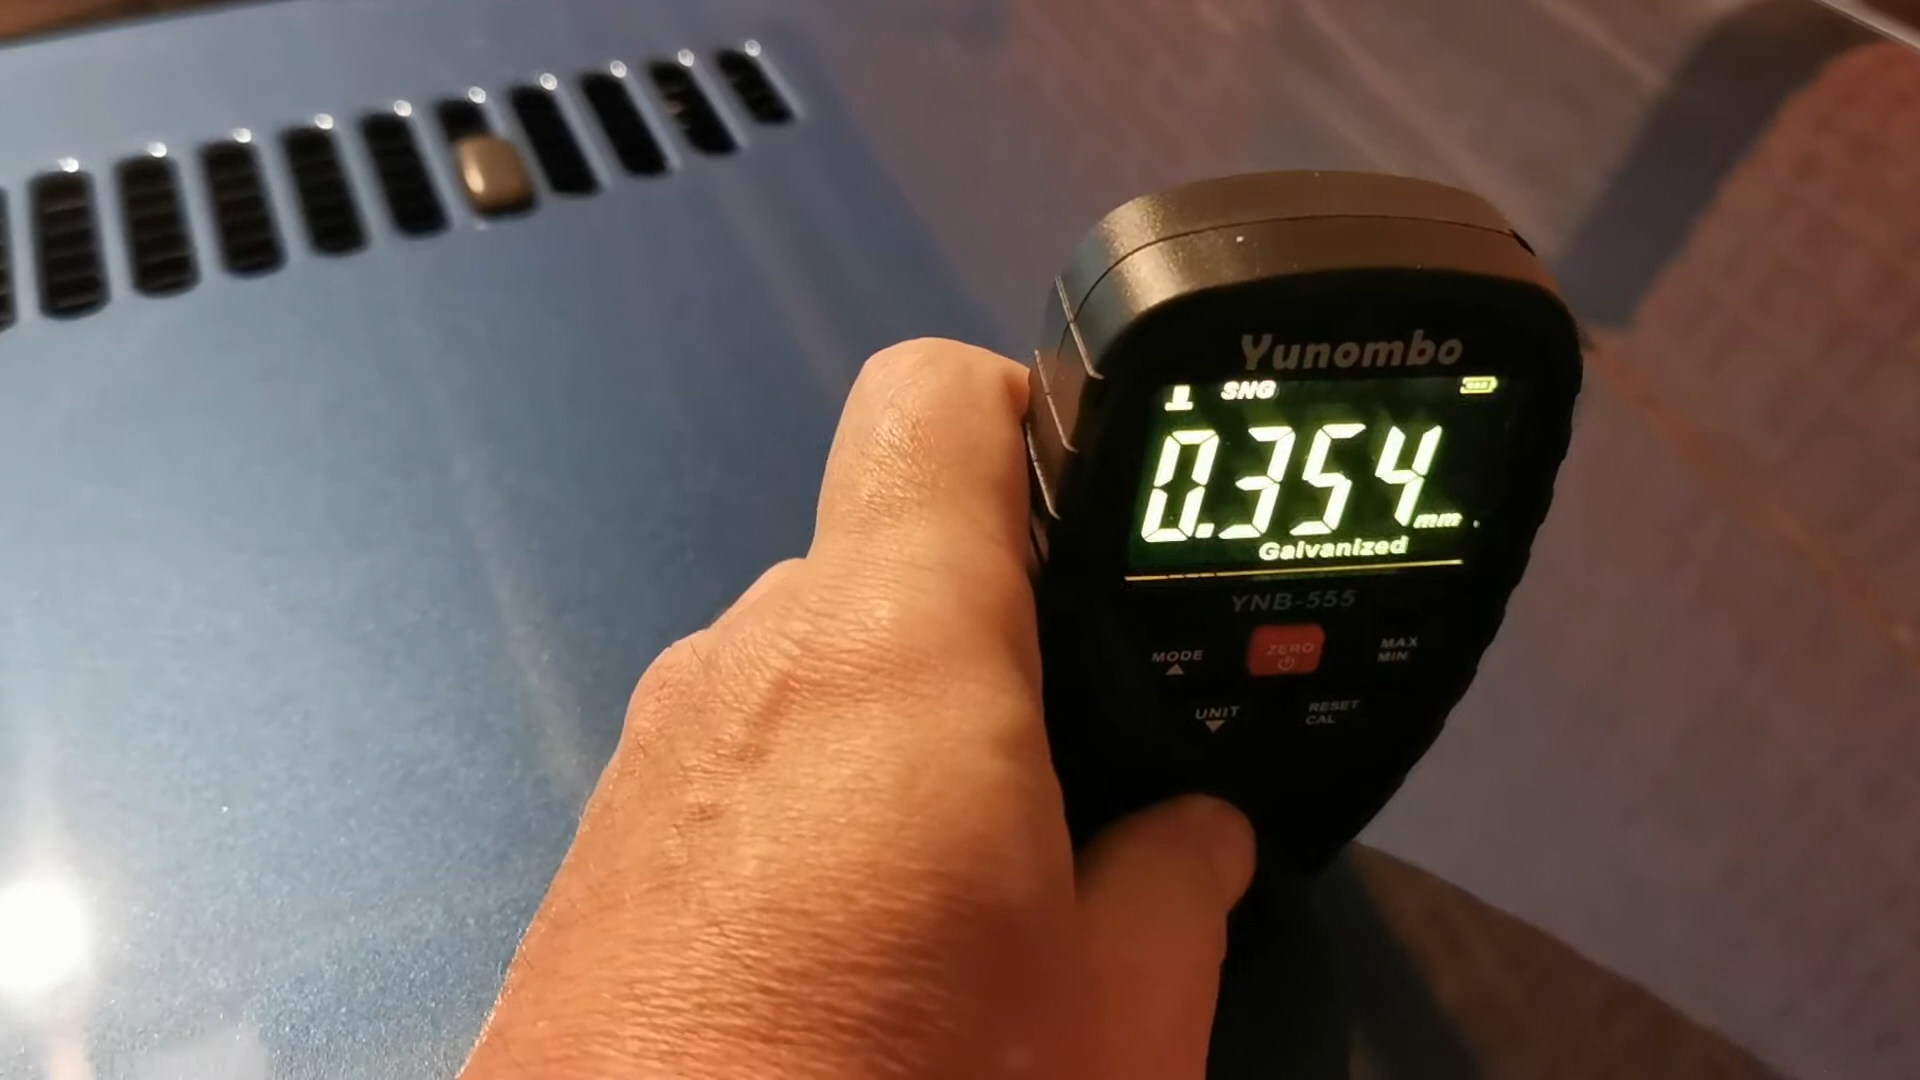 Yunombo
SNG
0.354 mm
Galvanized
YNB-555
MODE
ZERO
MAX
MIN
UNIT
RESET
CAL